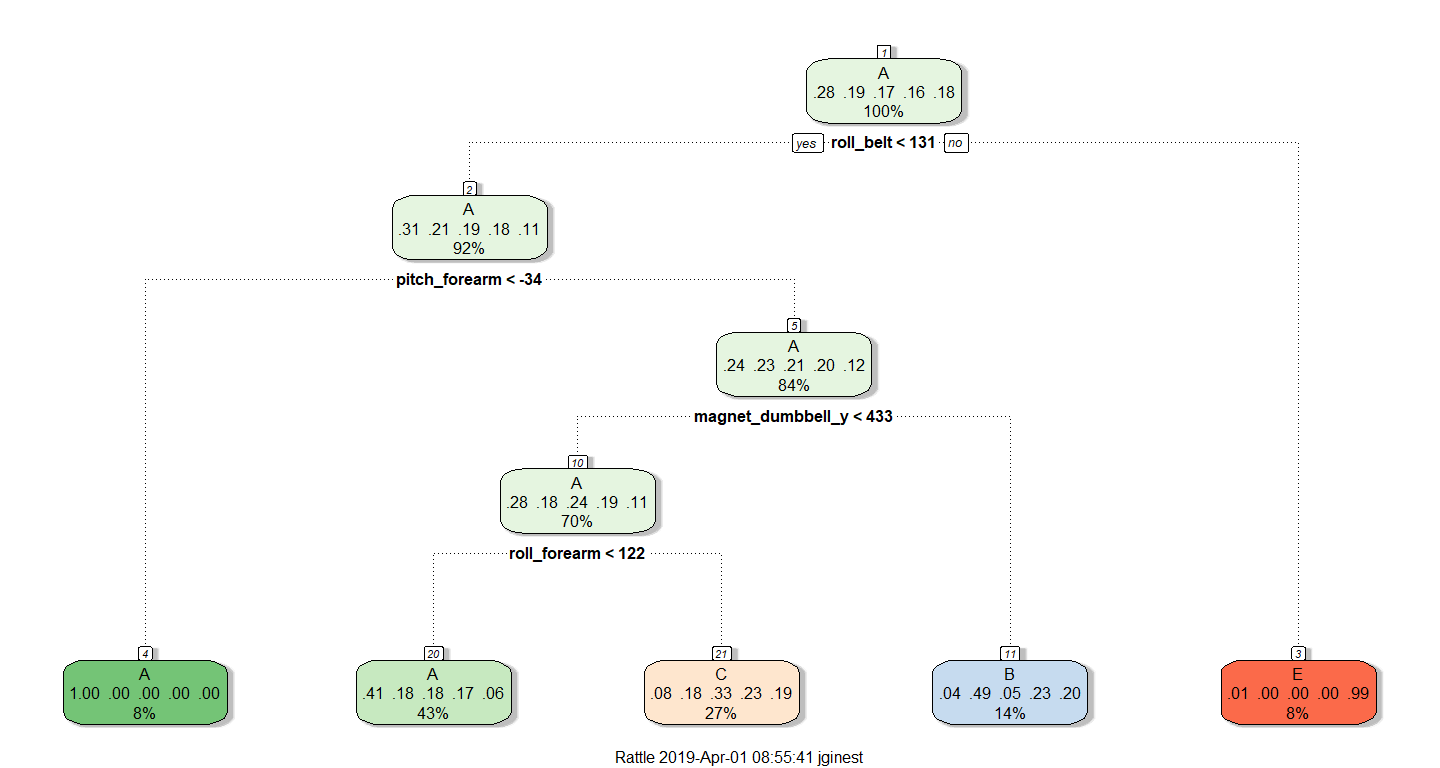 1
A
.28 .19 .17 .16 .18
100%
yes roll_belt < 131 no
2
A
.31 .21 .19 .18 .11
92%
pitch_forearm < -34
5
A
.24 .23 .21 .20 .12
84%
magnet_dumbbell_y < 433
10
A
.28 .18 .24 .19 .11
70%
roll_forearm < 122
4
A
1.00 .00 .00 .00 .00
8%
20
A
.41 .18 .18 .17 .06
43%
21
C
.08 .18 .33 .23 .19
27%
11
B
.04 .49 .05 .23 .20
14%
3
E
.01 .00 .00 .00 .99
8%
Rattle 2019-Apr-01 08:55:41 jginest